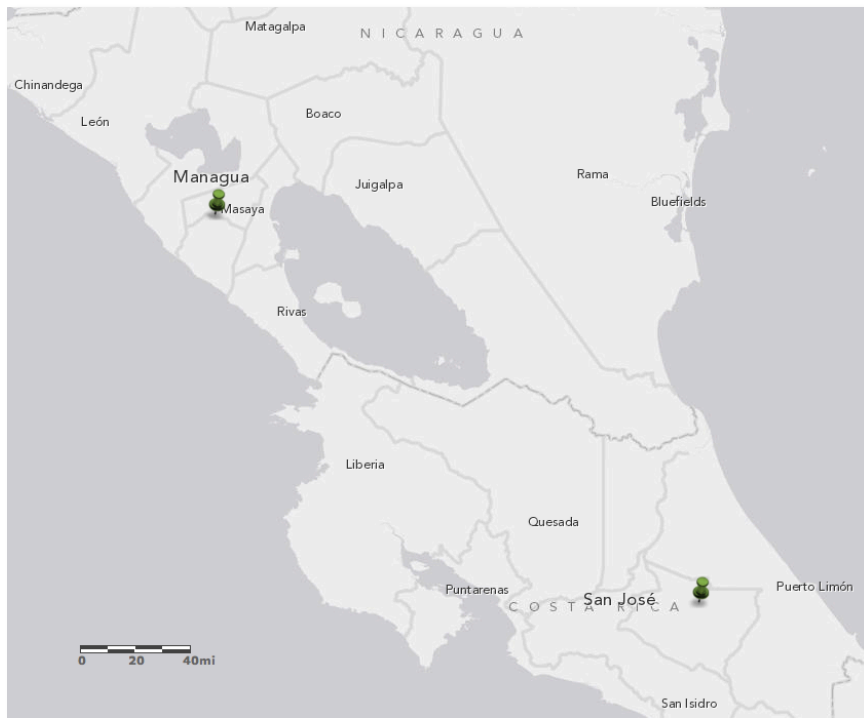 Matagalpa
NICARAGUA
Chinandega
León
Boaco
Managua
Rama
Juigalpa
Bluefields
Masaya
Rivas
Liberia
Quesada
Puerto Limón
Puntarenas
San José
COSTA RICA
0 20 40mi
San Isidro